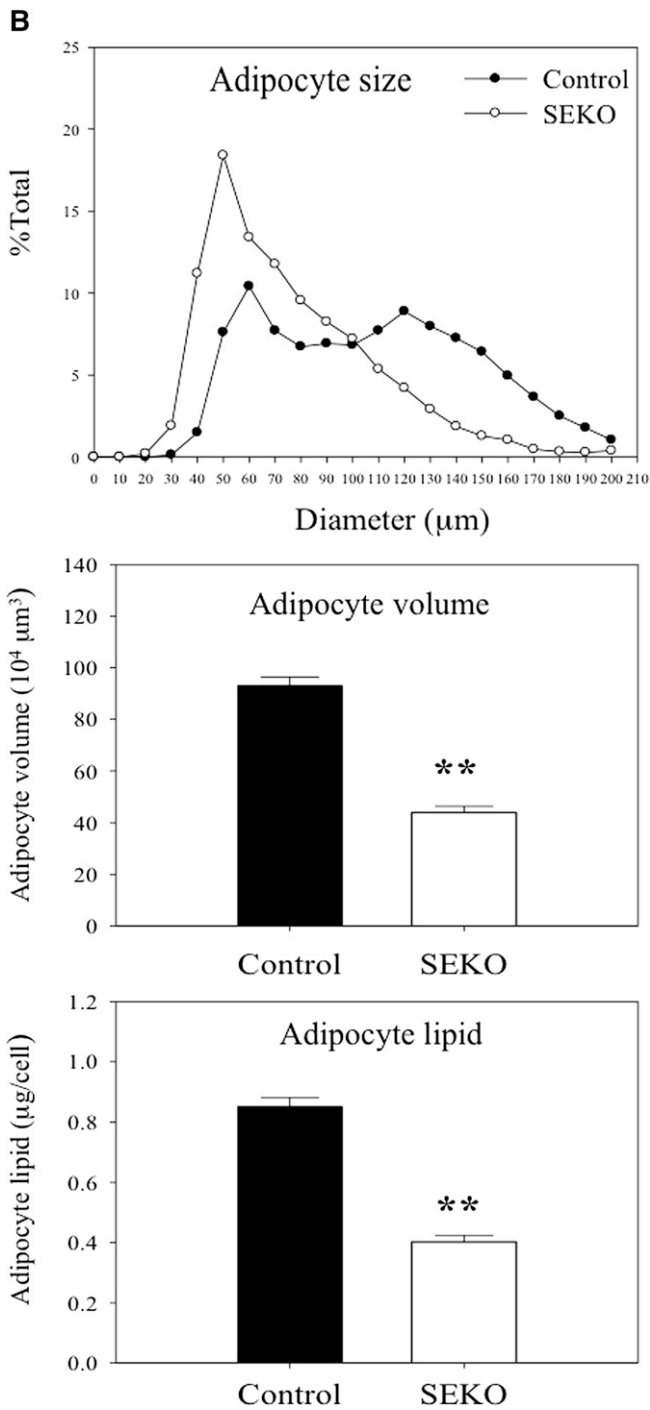 B
Adipocyte size
Control
SEKO
%Total
25
20
15
10
5
0
0 10 20 30 40 50 60 70 80 90 100 110 120 130 140 150 160 170 180 190 200 210
Diameter (μm)
Adipocyte volume
Adipocyte volume (10⁴ μm³)
140
120
100
80
60
40
20
0
**
Control SEKO
Adipocyte lipid
Adipocyte lipid (μg/cell)
1.2
1.0
0.8
0.6
0.4
0.2
0.0
**
Control SEKO